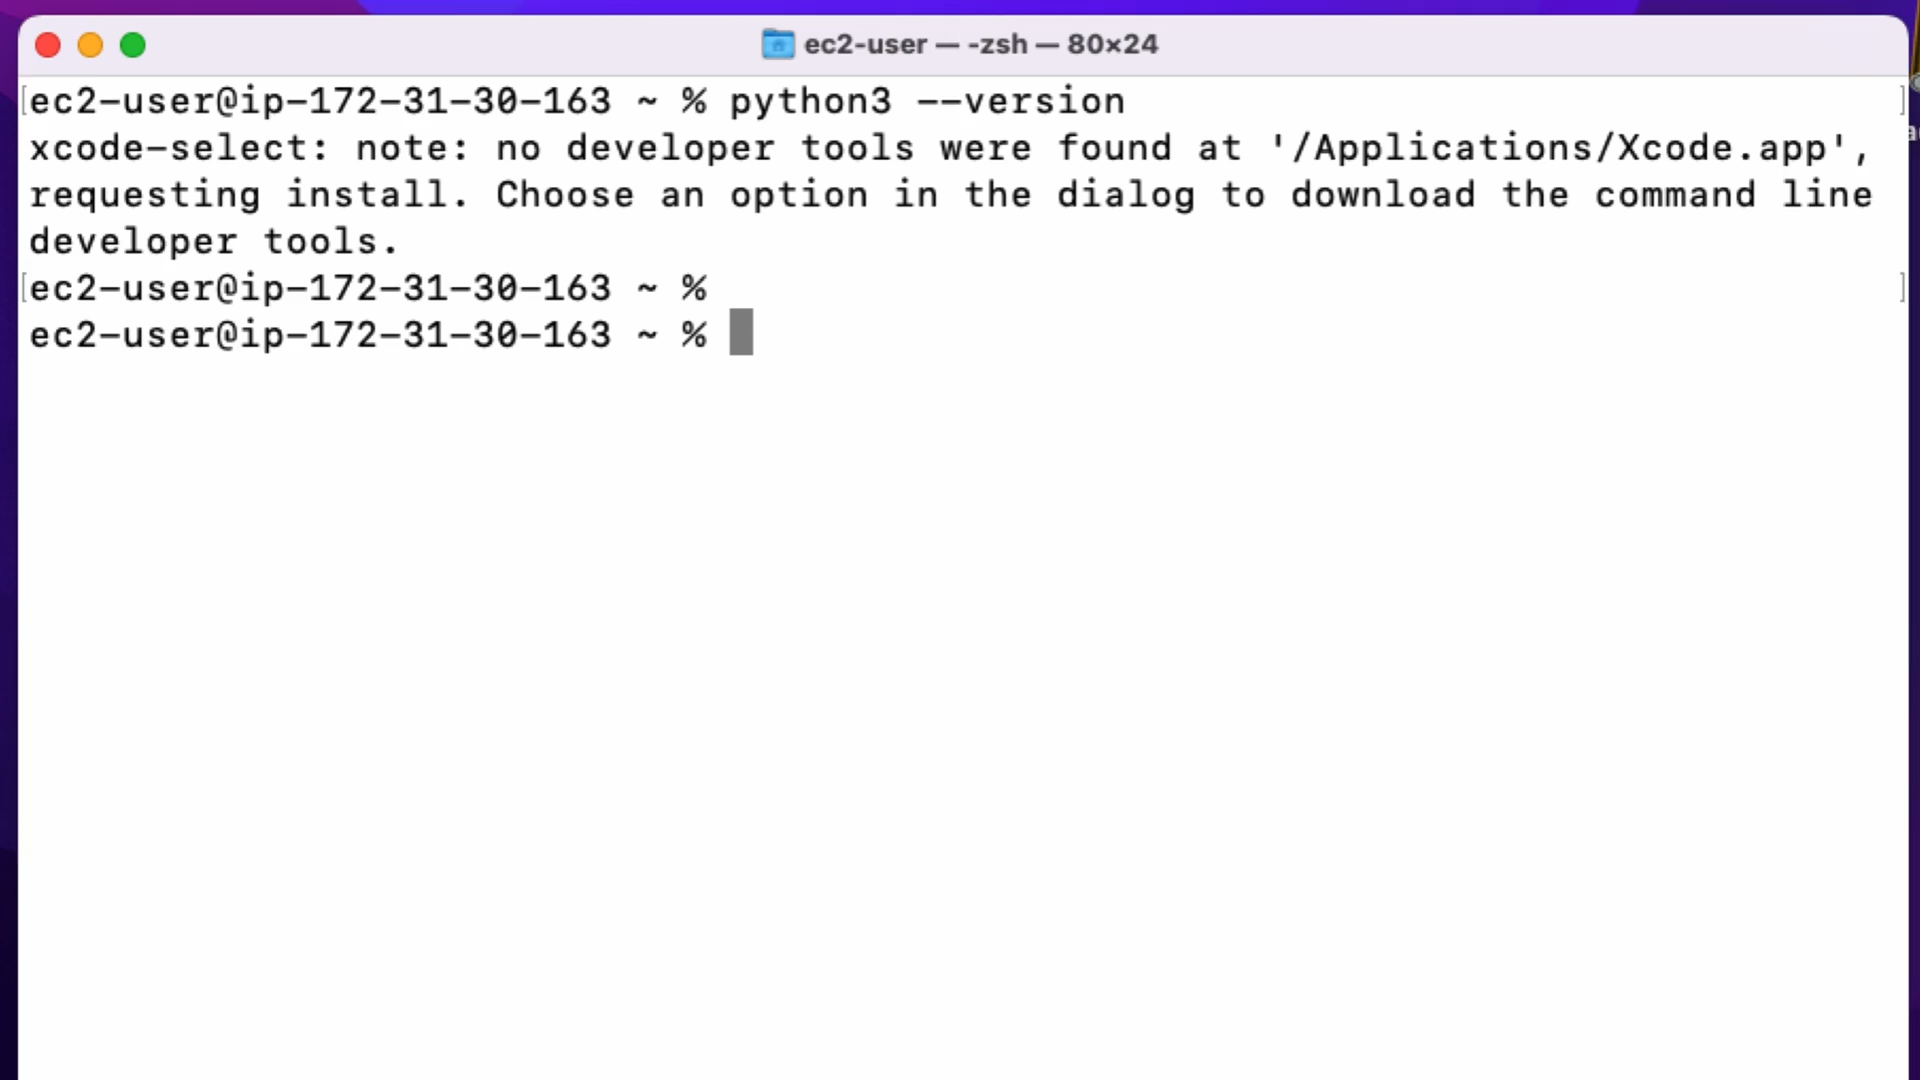 ec2-user — -zsh — 80×24
[ec2-user@ip-172-31-30-163 ~ % python3 --version ]
xcode-select: note: no developer tools were found at '/Applications/Xcode.app',
requesting install. Choose an option in the dialog to download the command line
developer tools.
[ec2-user@ip-172-31-30-163 ~ % ]
ec2-user@ip-172-31-30-163 ~ %